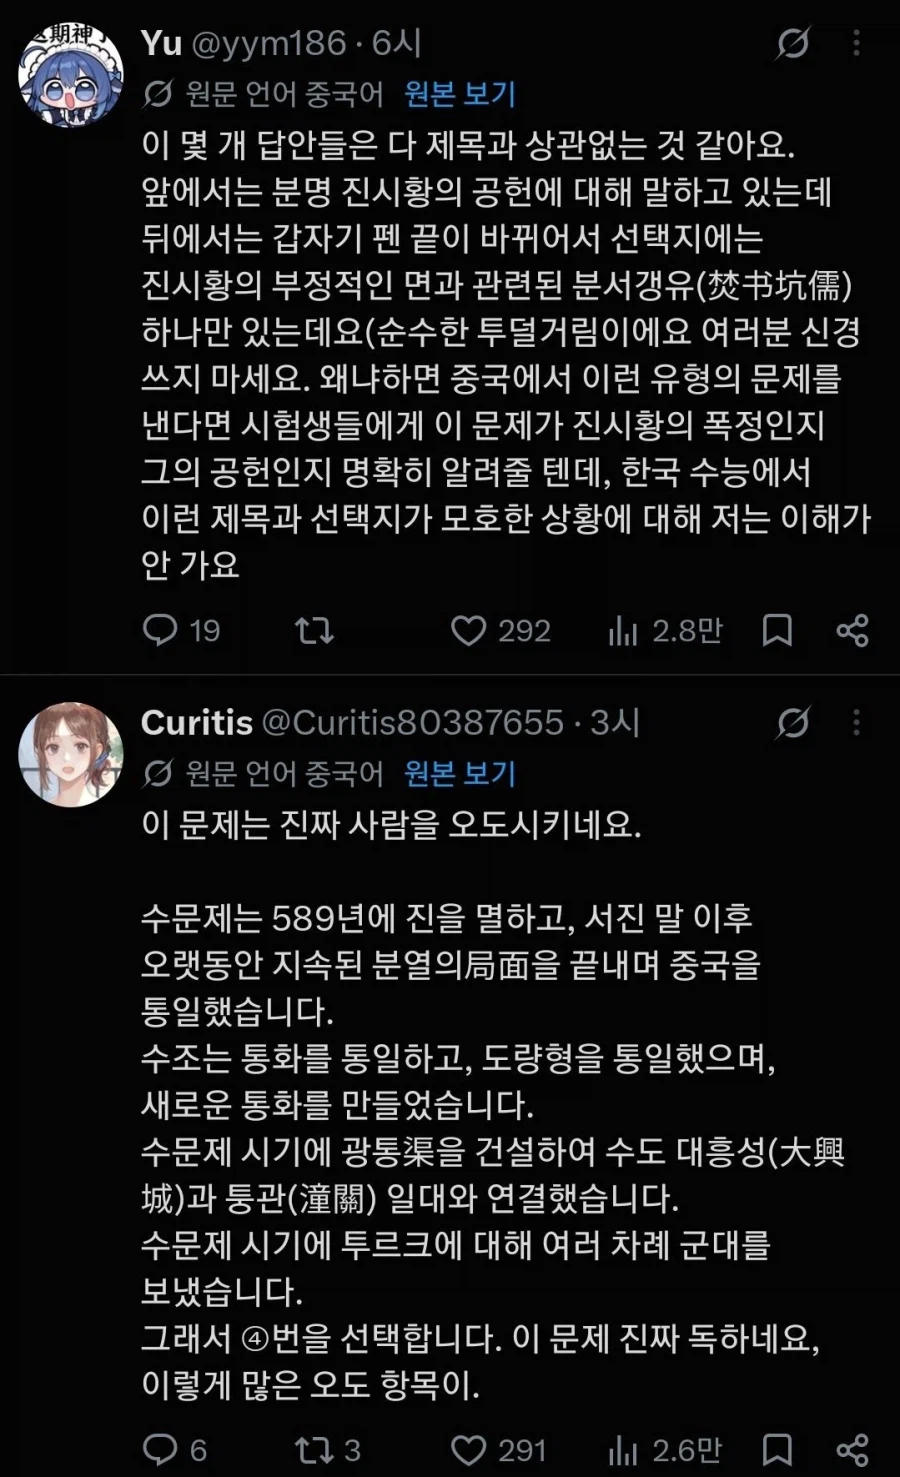 这期神了
Yu @yym186 · 6시
원문 언어 중국어 원본 보기
이 몇 개 답안들은 다 제목과 상관없는 것 같아요.
앞에서는 분명 진시황의 공헌에 대해 말하고 있는데
뒤에서는 갑자기 펜 끝이 바뀌어서 선택지에는
진시황의 부정적인 면과 관련된 분서갱유(焚书坑儒)
하나만 있는데요(순수한 투덜거림이에요 여러분 신경
쓰지 마세요. 왜냐하면 중국에서 이런 유형의 문제를
낸다면 시험생들에게 이 문제가 진시황의 폭정인지
그의 공헌인지 명확히 알려줄 텐데, 한국 수능에서
이런 제목과 선택지가 모호한 상황에 대해 저는 이해가
안 가요
19 292 2.8만
Curitis @Curitis80387655 · 3시
원문 언어 중국어 원본 보기
이 문제는 진짜 사람을 오도시키네요.
수문제는 589년에 진을 멸하고, 서진 말 이후
오랫동안 지속된 분열의局面을 끝내며 중국을
통일했습니다.
수조는 통화를 통일하고, 도량형을 통일했으며,
새로운 통화를 만들었습니다.
수문제 시기에 광통渠을 건설하여 수도 대흥성(大興
城)과 퉁관(潼關) 일대와 연결했습니다.
수문제 시기에 투르크에 대해 여러 차례 군대를
보냈습니다.
그래서 ④번을 선택합니다. 이 문제 진짜 독하네요,
이렇게 많은 오도 항목이.
6 3 291 2.6만